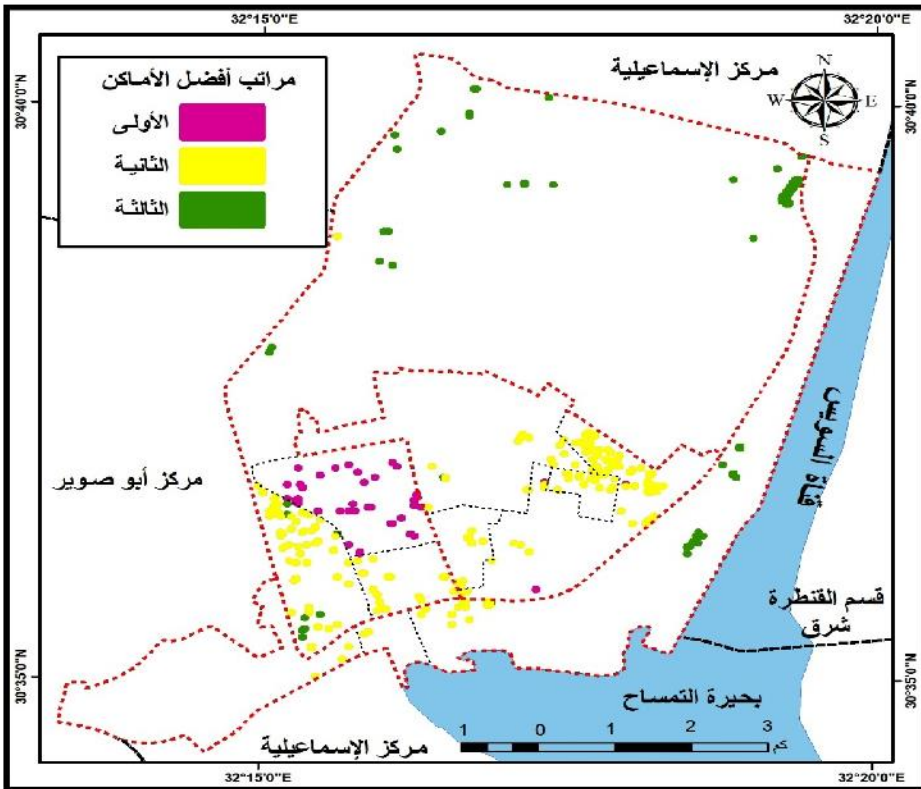 32°15'0"E
32°20'0"E
مركز الإسماعيلية
N
W
E
S
30°40'0"N
30°40'0"N
مراتب أفضل الأماكن
الأولى
الثانية
الثالثة
قناة السويس
مركز أبو صوير
قسم القنطرة
شرق
30°35'0"N
30°35'0"N
بحيرة التمساح
1 0 1 2 3
كم
مركز الإسماعيلية
32°15'0"E
32°20'0"E